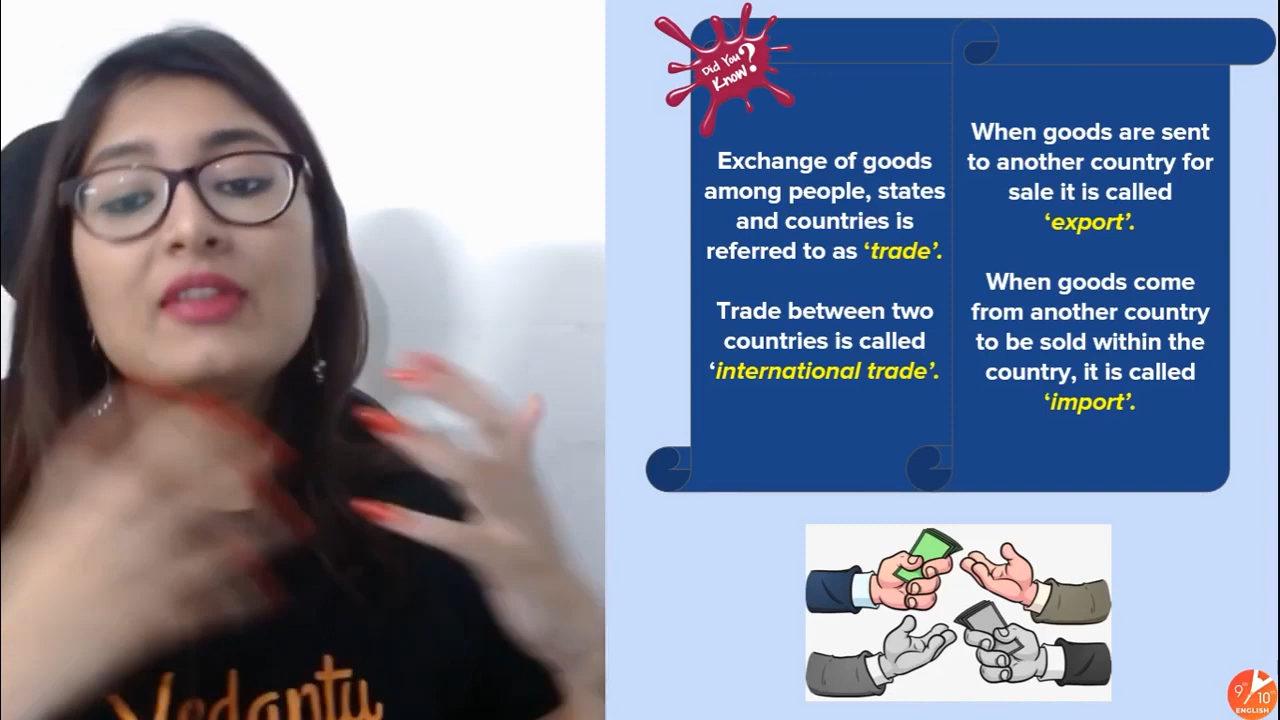 Did You
Know?
Exchange of goods
among people, states
and countries is
referred to as ‘trade’.
Trade between two
countries is called
‘international trade’.
When goods are sent
to another country for
sale it is called
‘export’.
When goods come
from another country
to be sold within the
country, it is called
‘import’.
Vedantu
9th 10th
ENGLISH